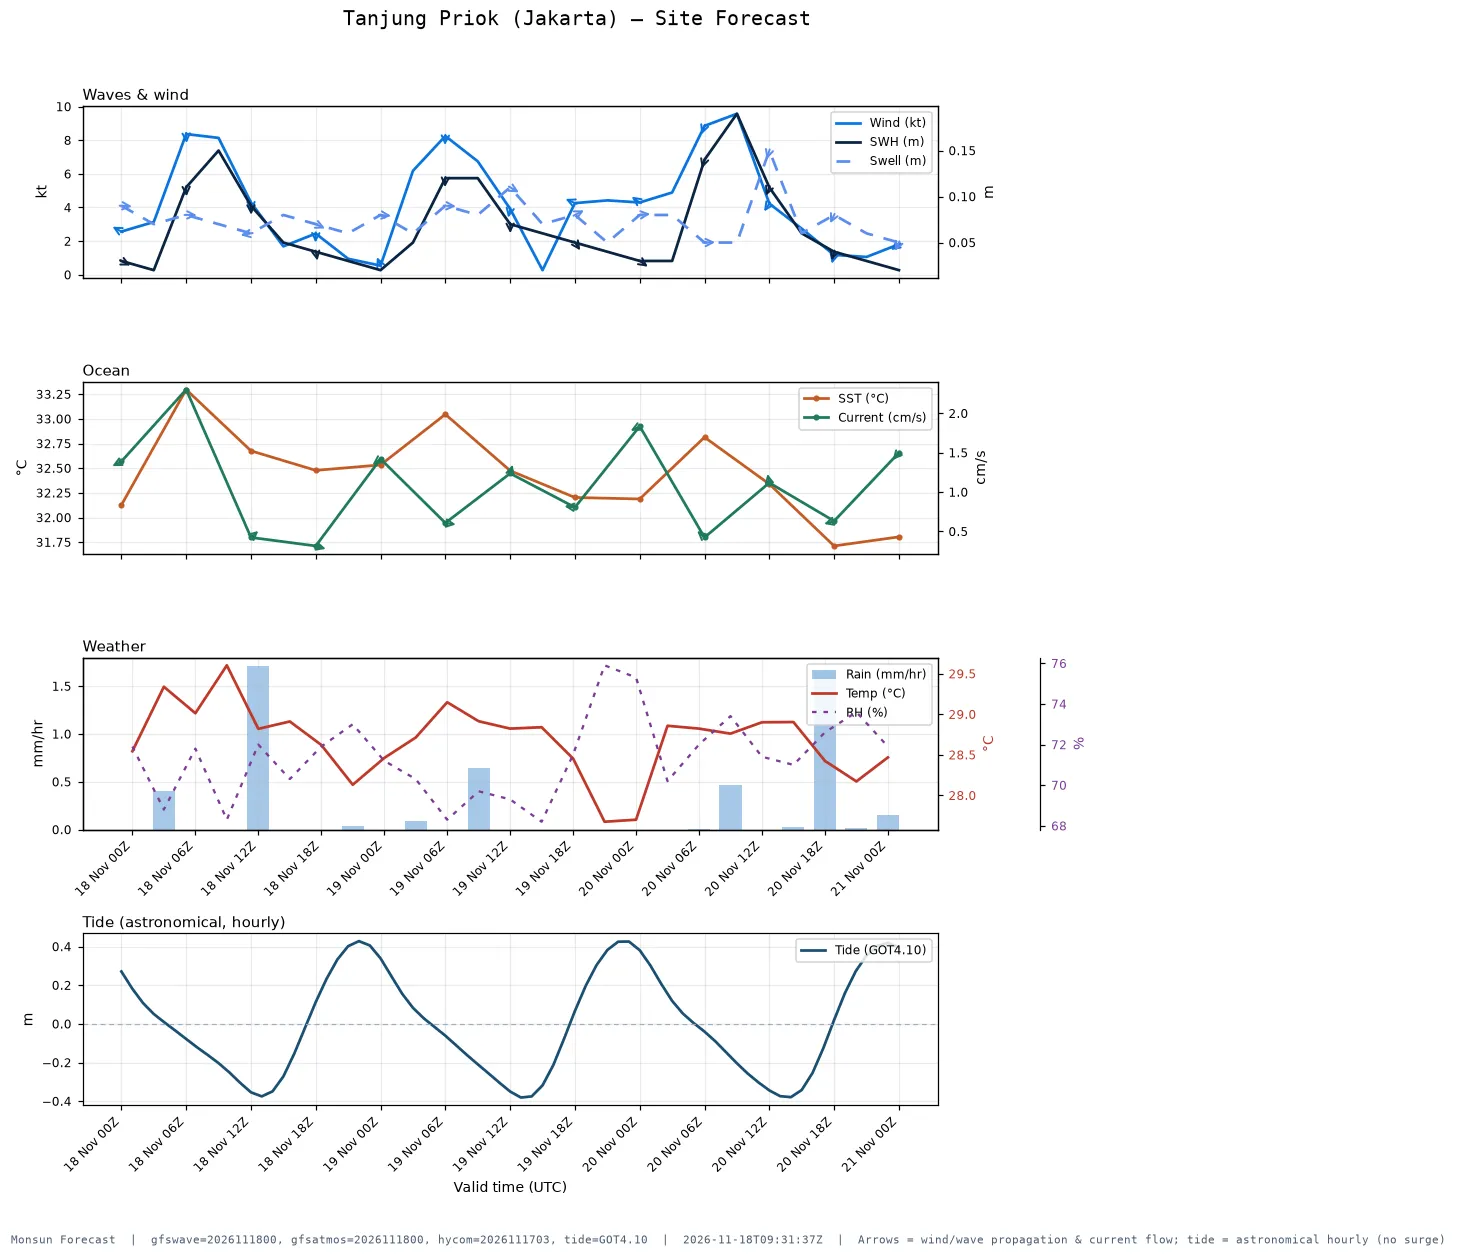 Tanjung Priok (Jakarta) — Site Forecast
Waves & wind
10
8
6
4
2
0
kt
0.15
0.10
0.05
m
Wind (kt)
SWH (m)
Swell (m)
Ocean
33.25
33.00
32.75
32.50
32.25
32.00
31.75
°C
2.0
1.5
1.0
0.5
cm/s
SST (°C)
Current (cm/s)
Weather
1.5
1.0
0.5
0.0
mm/hr
29.5
29.0
28.5
28.0
°C
76
74
72
70
68
%
Rain (mm/hr)
Temp (°C)
RH (%)
18 Nov 00Z
18 Nov 06Z
18 Nov 12Z
18 Nov 18Z
19 Nov 00Z
19 Nov 06Z
19 Nov 12Z
19 Nov 18Z
20 Nov 00Z
20 Nov 06Z
20 Nov 12Z
20 Nov 18Z
21 Nov 00Z
Tide (astronomical, hourly)
0.4
0.2
0.0
−0.2
−0.4
m
Tide (GOT4.10)
18 Nov 00Z
18 Nov 06Z
18 Nov 12Z
18 Nov 18Z
19 Nov 00Z
19 Nov 06Z
19 Nov 12Z
19 Nov 18Z
20 Nov 00Z
20 Nov 06Z
20 Nov 12Z
20 Nov 18Z
21 Nov 00Z
Valid time (UTC)
Monsun Forecast | gfswave=2026111800, gfsatmos=2026111800, hycom=2026111703, tide=GOT4.10 | 2026-11-18T09:31:37Z | Arrows = wind/wave propagation & current flow; tide = astronomical hourly (no surge)